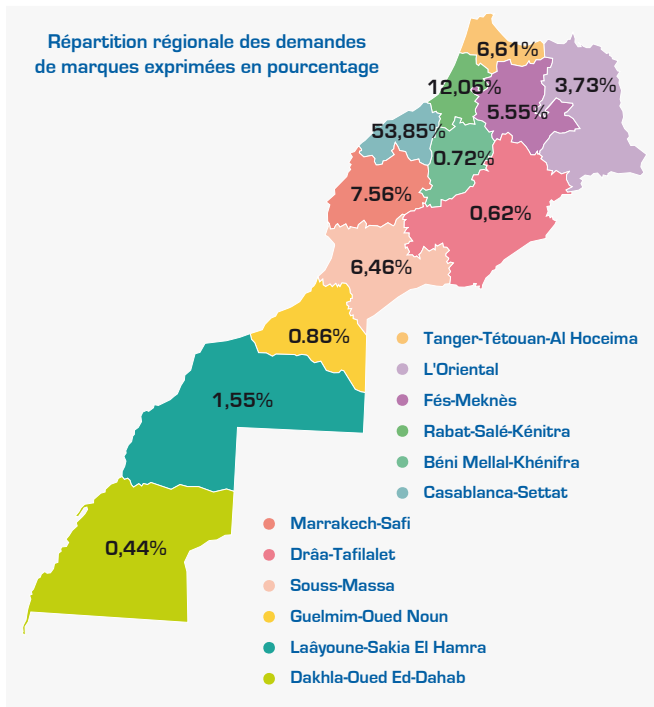 Répartition régionale des demandes
de marques exprimées en pourcentage
6,61%
3,73%
12,05%
5.55%
53,85%
0.72%
7.56%
0,62%
6,46%
0.86%
1,55%
0,44%
Tanger-Tétouan-Al Hoceima
L'Oriental
Fés-Meknès
Rabat-Salé-Kénitra
Béni Mellal-Khénifra
Casablanca-Settat
Marrakech-Safi
Drâa-Tafilalet
Souss-Massa
Guelmim-Oued Noun
Laâyoune-Sakia El Hamra
Dakhla-Oued Ed-Dahab